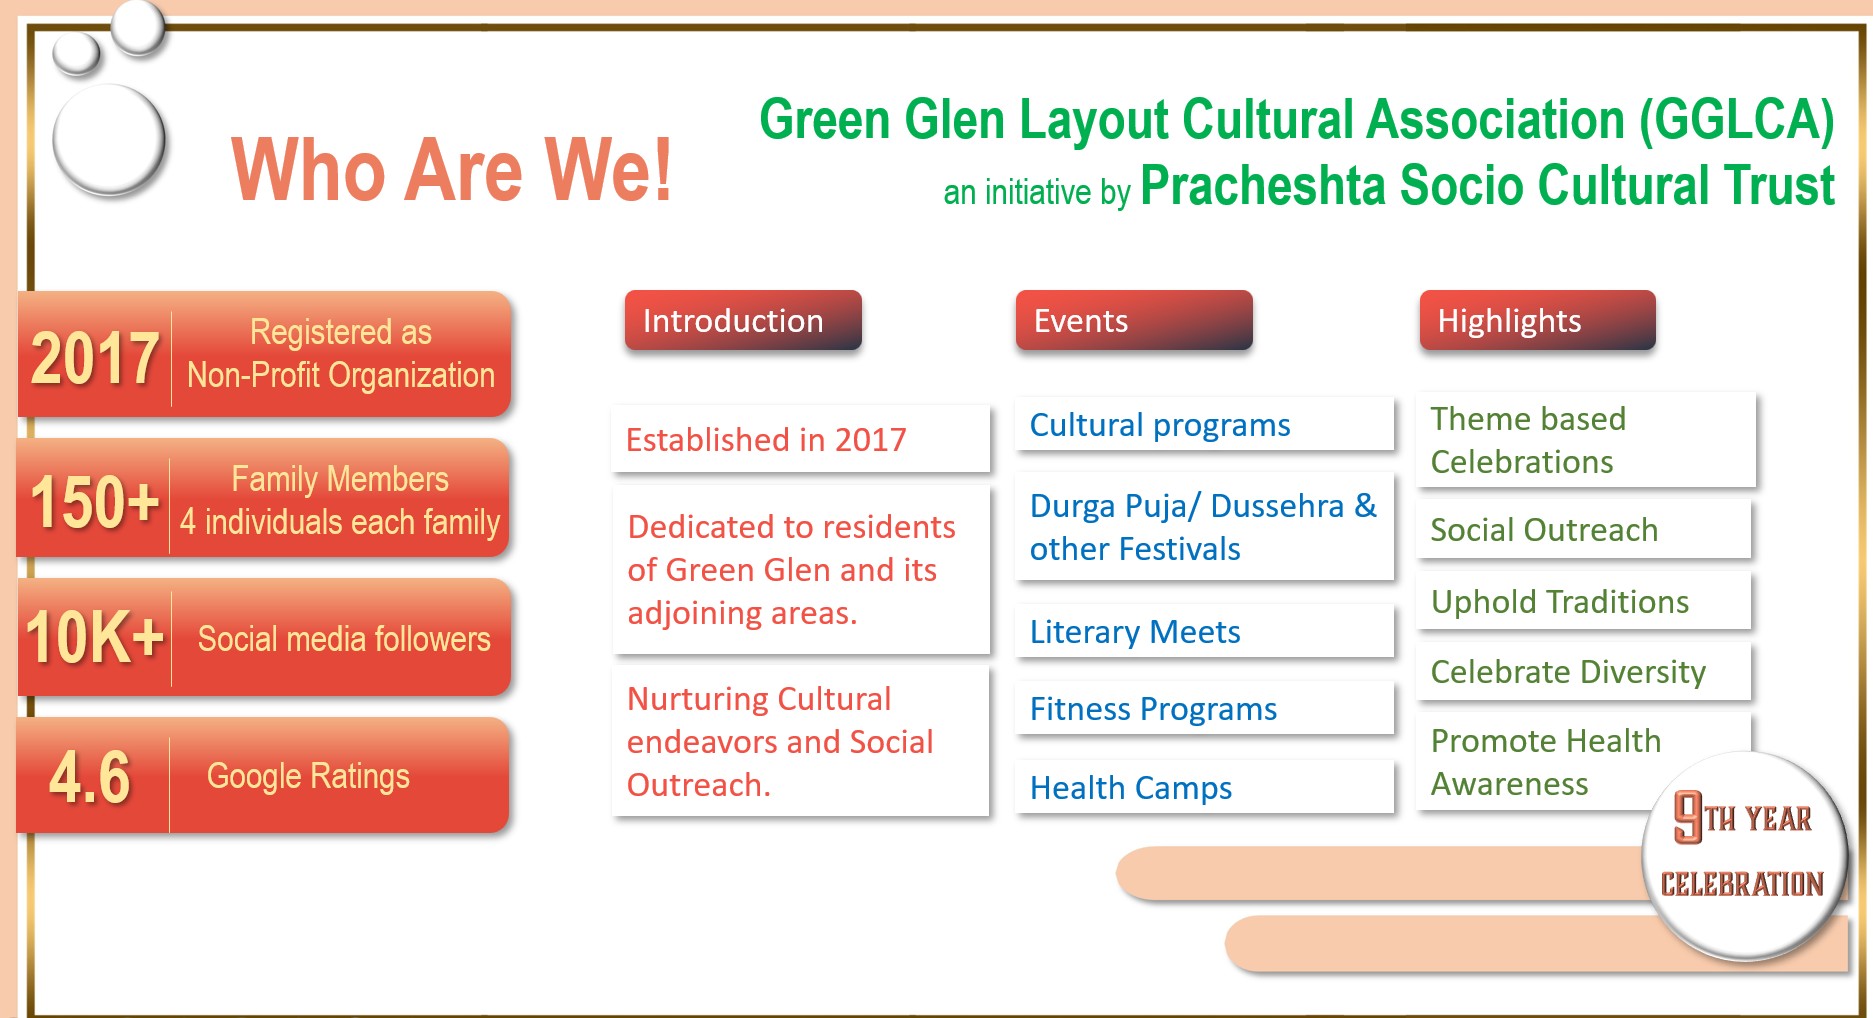 Who Are We!
Green Glen Layout Cultural Association (GGLCA)
an initiative by Pracheshta Socio Cultural Trust
2017
Registered as
Non-Profit Organization
150+
Family Members
4 individuals each family
10K+
Social media followers
4.6
Google Ratings
Introduction
Established in 2017
Dedicated to residents
of Green Glen and its
adjoining areas.
Nurturing Cultural
endeavors and Social
Outreach.
Events
Cultural programs
Durga Puja/ Dussehra &
other Festivals
Literary Meets
Fitness Programs
Health Camps
Highlights
Theme based
Celebrations
Social Outreach
Uphold Traditions
Celebrate Diversity
Promote Health
Awareness
9TH YEAR
CELEBRATION